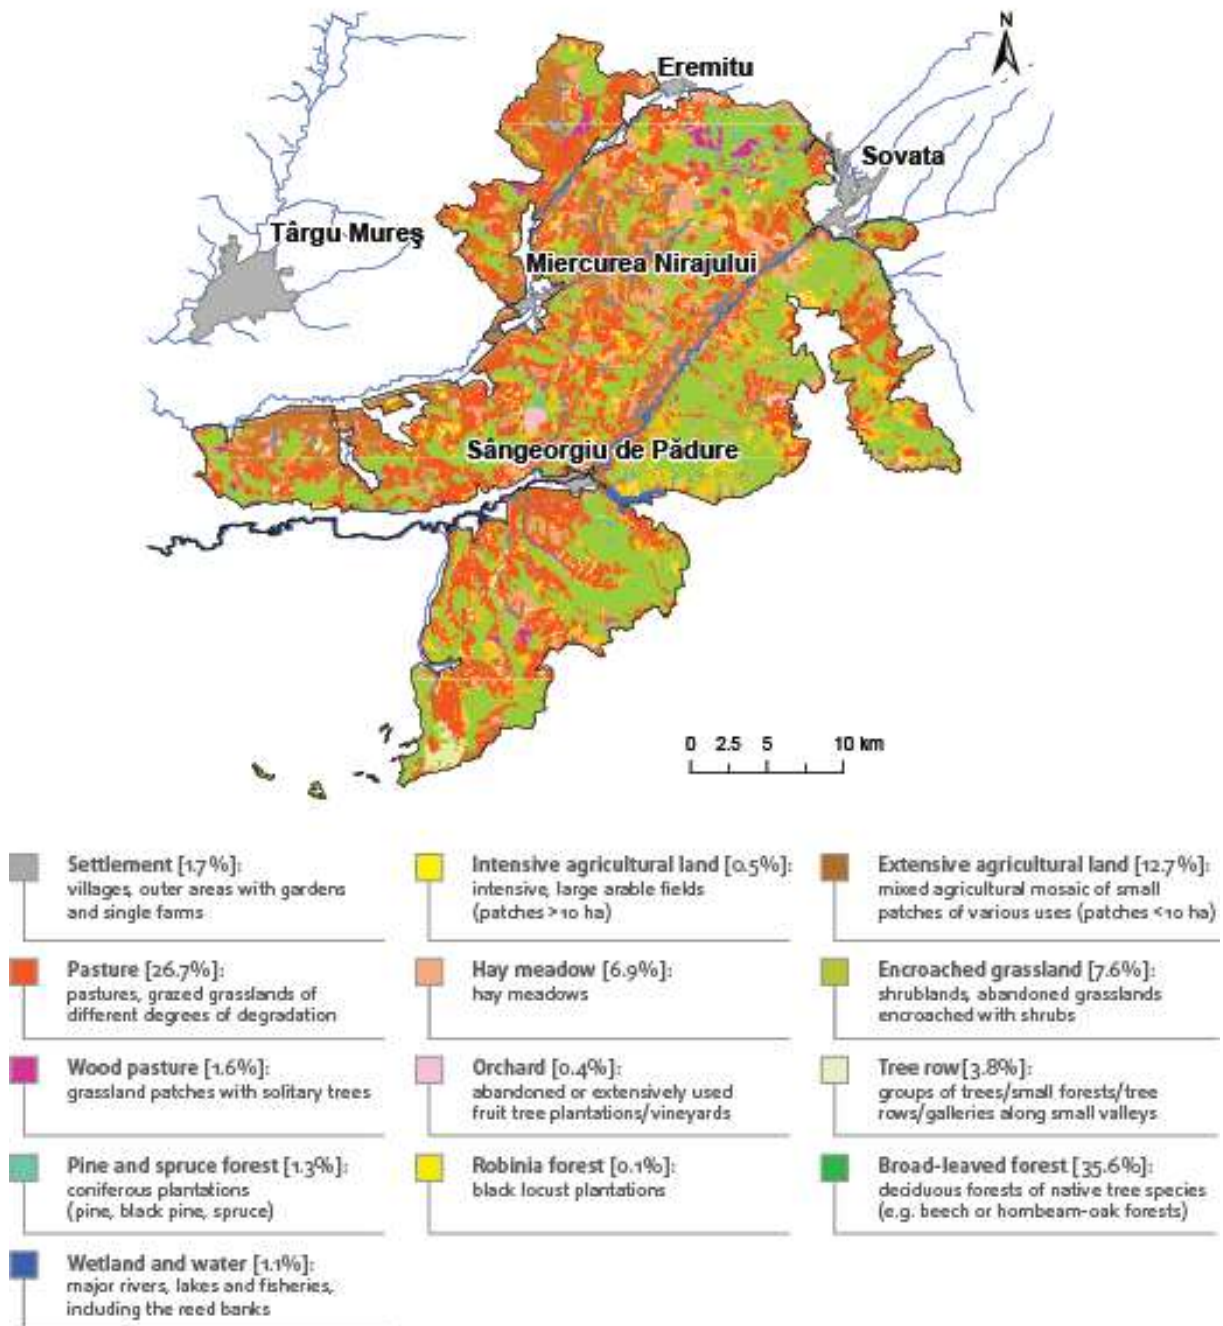 N
Eremitu
Sovata
Târgu Mureş
Miercurea Nirajului
Sângeorgiu de Pădure
0 2.5 5 10 km
Settlement [1.7%]:
villages, outer areas with gardens
and single farms
Intensive agricultural land [0.5%]:
intensive, large arable fields
(patches >10 ha)
Extensive agricultural land [12.7%]:
mixed agricultural mosaic of small
patches of various uses (patches <10 ha)
Pasture [26.7%]:
pastures, grazed grasslands of
different degrees of degradation
Hay meadow [6.9%]:
hay meadows
Encroached grassland [7.6%]:
shrublands, abandoned grasslands
encroached with shrubs
Wood pasture [1.6%]:
grassland patches with solitary trees
Orchard [0.4%]:
abandoned or extensively used
fruit tree plantations/vineyards
Tree row[3.8%]:
groups of trees/small forests/tree
rows/galleries along small valleys
Pine and spruce forest [1.3%]:
coniferous plantations
(pine, black pine, spruce)
Robinia forest [0.1%]:
black locust plantations
Broad-leaved forest [35.6%]:
deciduous forests of native tree species
(e.g. beech or hornbeam-oak forests)
Wetland and water [1.1%]:
major rivers, lakes and fisheries,
including the reed banks